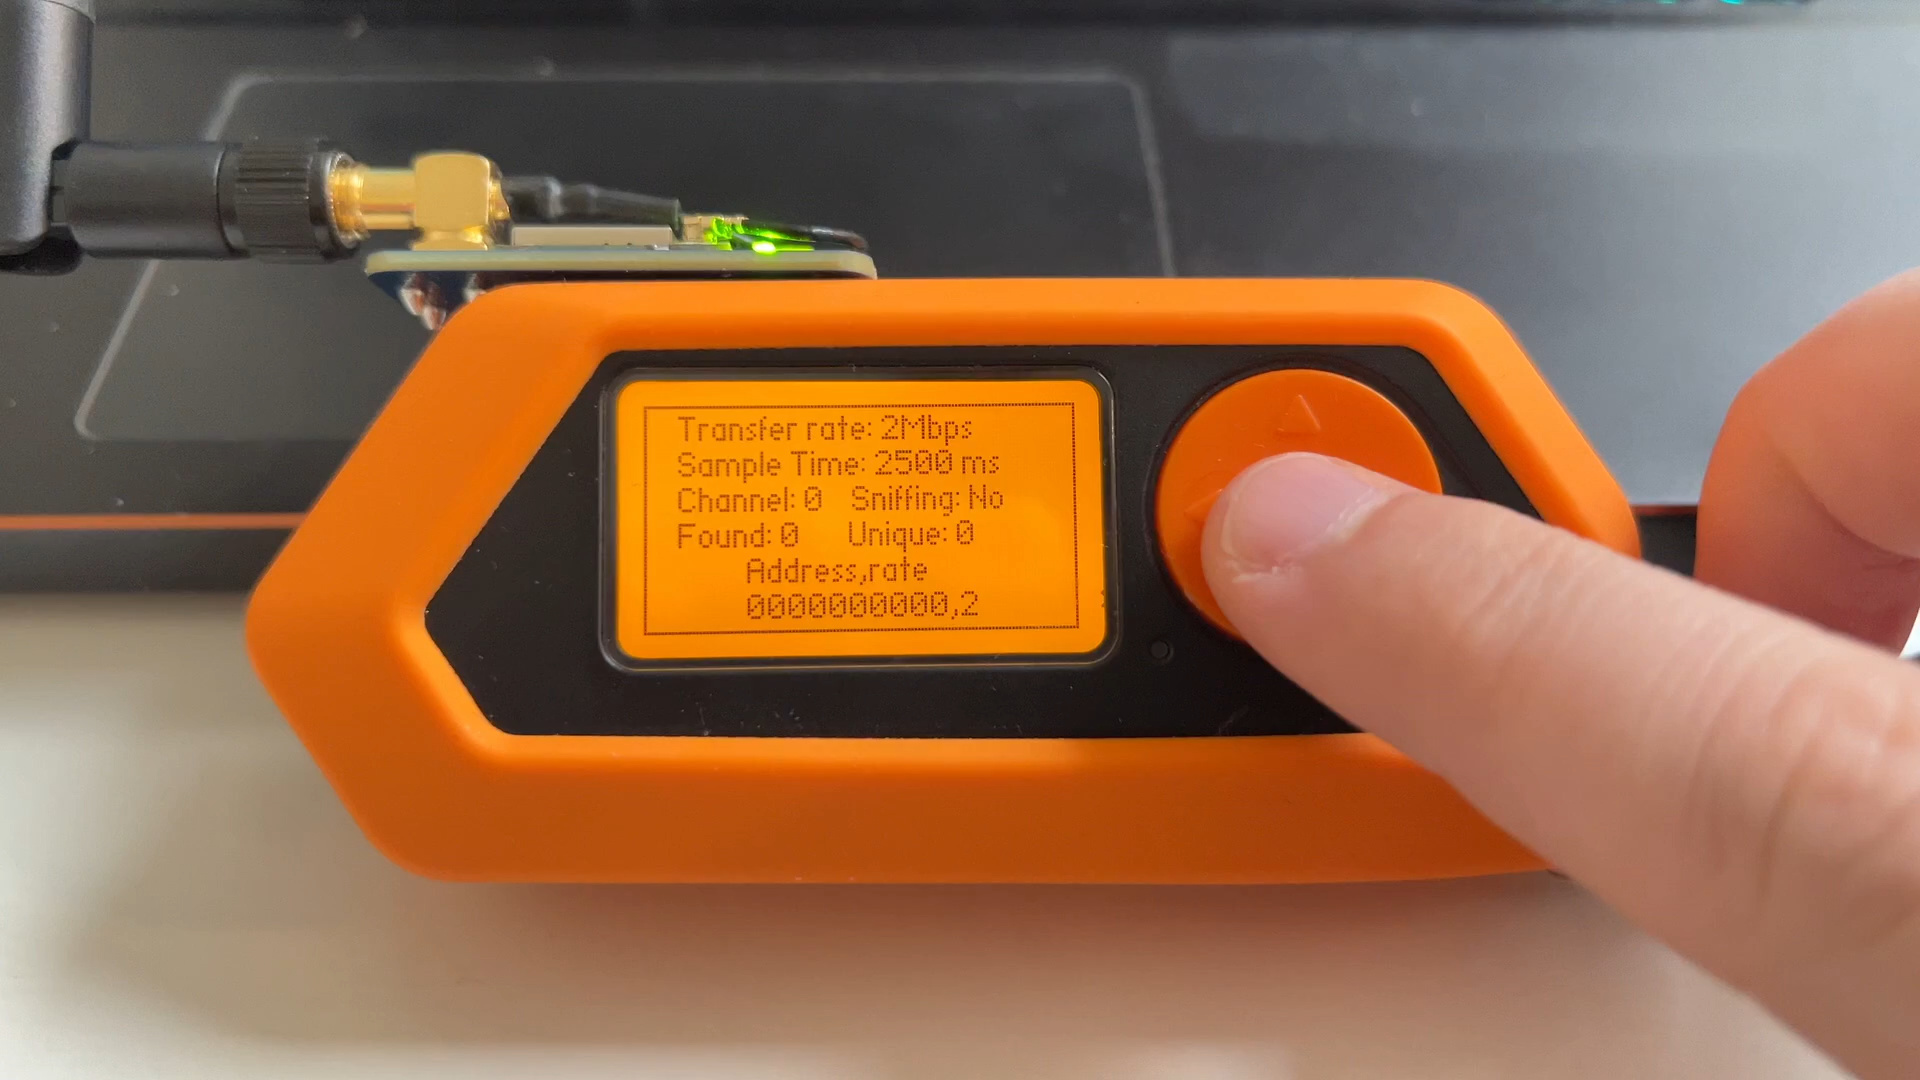 Transfer rate: 2Mbps
Sample Time: 2500 ms
Channel: 0 Sniffing: No
Found: 0 Unique: 0
Address,rate
0000000000,2